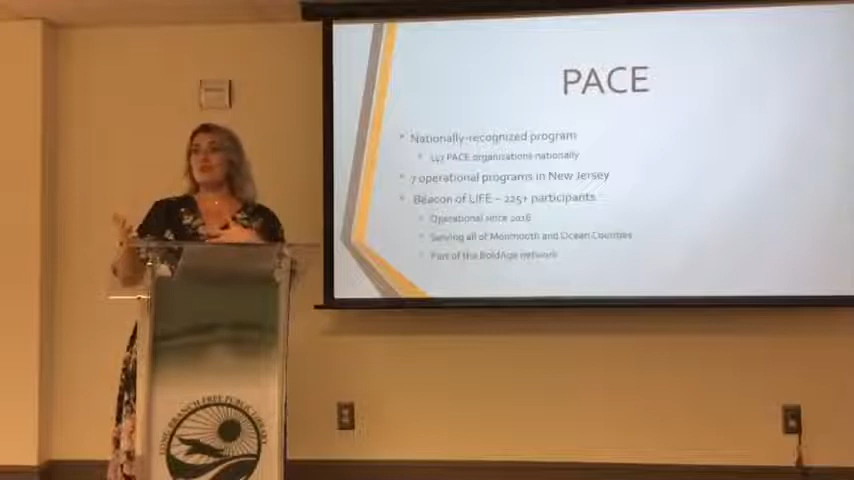 PACE
Nationally-recognized program
PACE organizations nationally
7 operational programs in New Jersey
Beacon of LIFE – 225+ participants
Operational since 2016
Serving all of Monmouth and Ocean Counties
Part of the BoldAge network
LONG BRANCH FREE PUBLIC LIBRARY